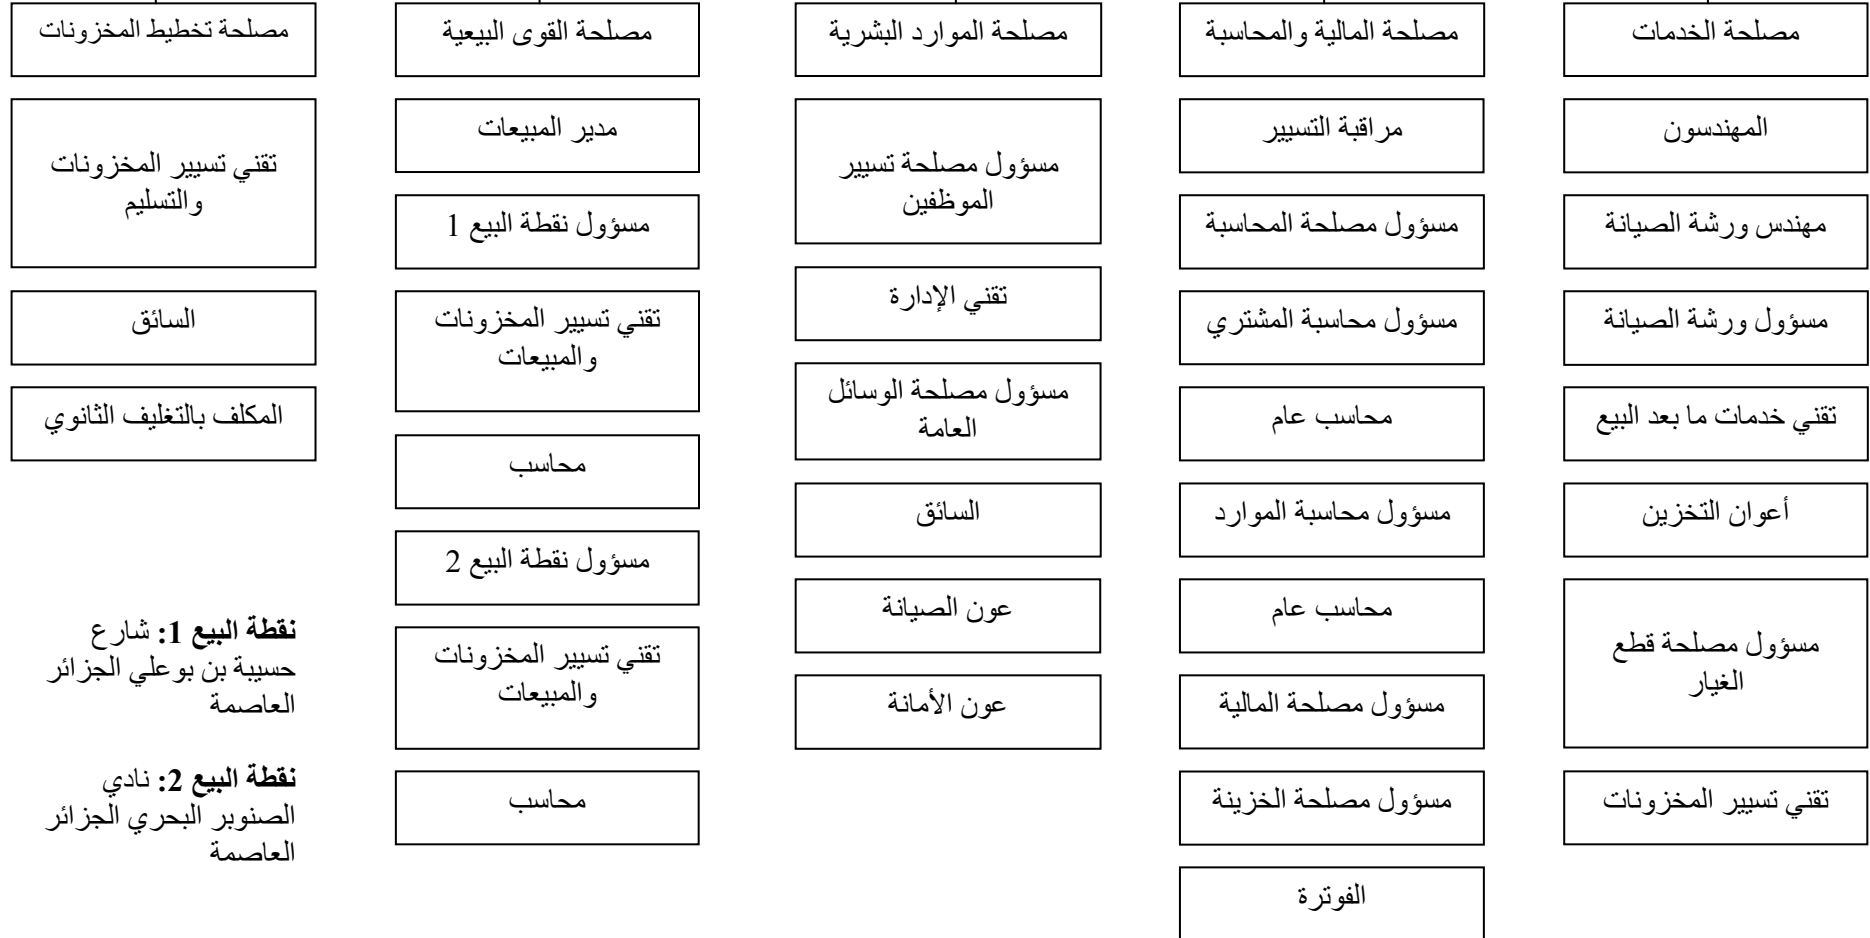 مصلحة الخدمات
المهندسون
مهندس ورشة الصيانة
مسؤول ورشة الصيانة
تقني خدمات ما بعد البيع
أعوان التخزين
مسؤول مصلحة قطع
الغيار
تقني تسيير المخزونات
مصلحة المالية والمحاسبة
مراقبة التسيير
مسؤول مصلحة المحاسبة
مسؤول محاسبة المشتري
محاسب عام
مسؤول محاسبة الموارد
محاسب عام
مسؤول مصلحة المالية
مسؤول مصلحة الخزينة
الفوترة
مصلحة الموارد البشرية
مسؤول مصلحة تسيير
الموظفين
تقني الإدارة
مسؤول مصلحة الوسائل
العامة
السائق
عون الصيانة
عون الأمانة
مصلحة القوى البيعية
مدير المبيعات
مسؤول نقطة البيع 1
تقني تسيير المخزونات
والمبيعات
محاسب
مسؤول نقطة البيع 2
تقني تسيير المخزونات
والمبيعات
محاسب
مصلحة تخطيط المخزونات
تقني تسيير المخزونات
والتسليم
السائق
المكلف بالتغليف الثانوي
نقطة البيع 1: شارع
حسيبة بن بوعلي الجزائر
العاصمة
نقطة البيع 2: نادي
الصنوبر البحري الجزائر
العاصمة